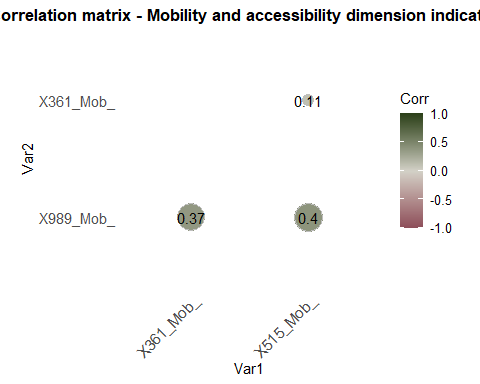 orrelation matrix - Mobility and accessibility dimension indicat
X361_Mob_
0.11
Corr
1.0
0.5
0.0
-0.5
-1.0
Var2
X989_Mob_
0.37
0.4
X361_Mob_
X515_Mob_
Var1